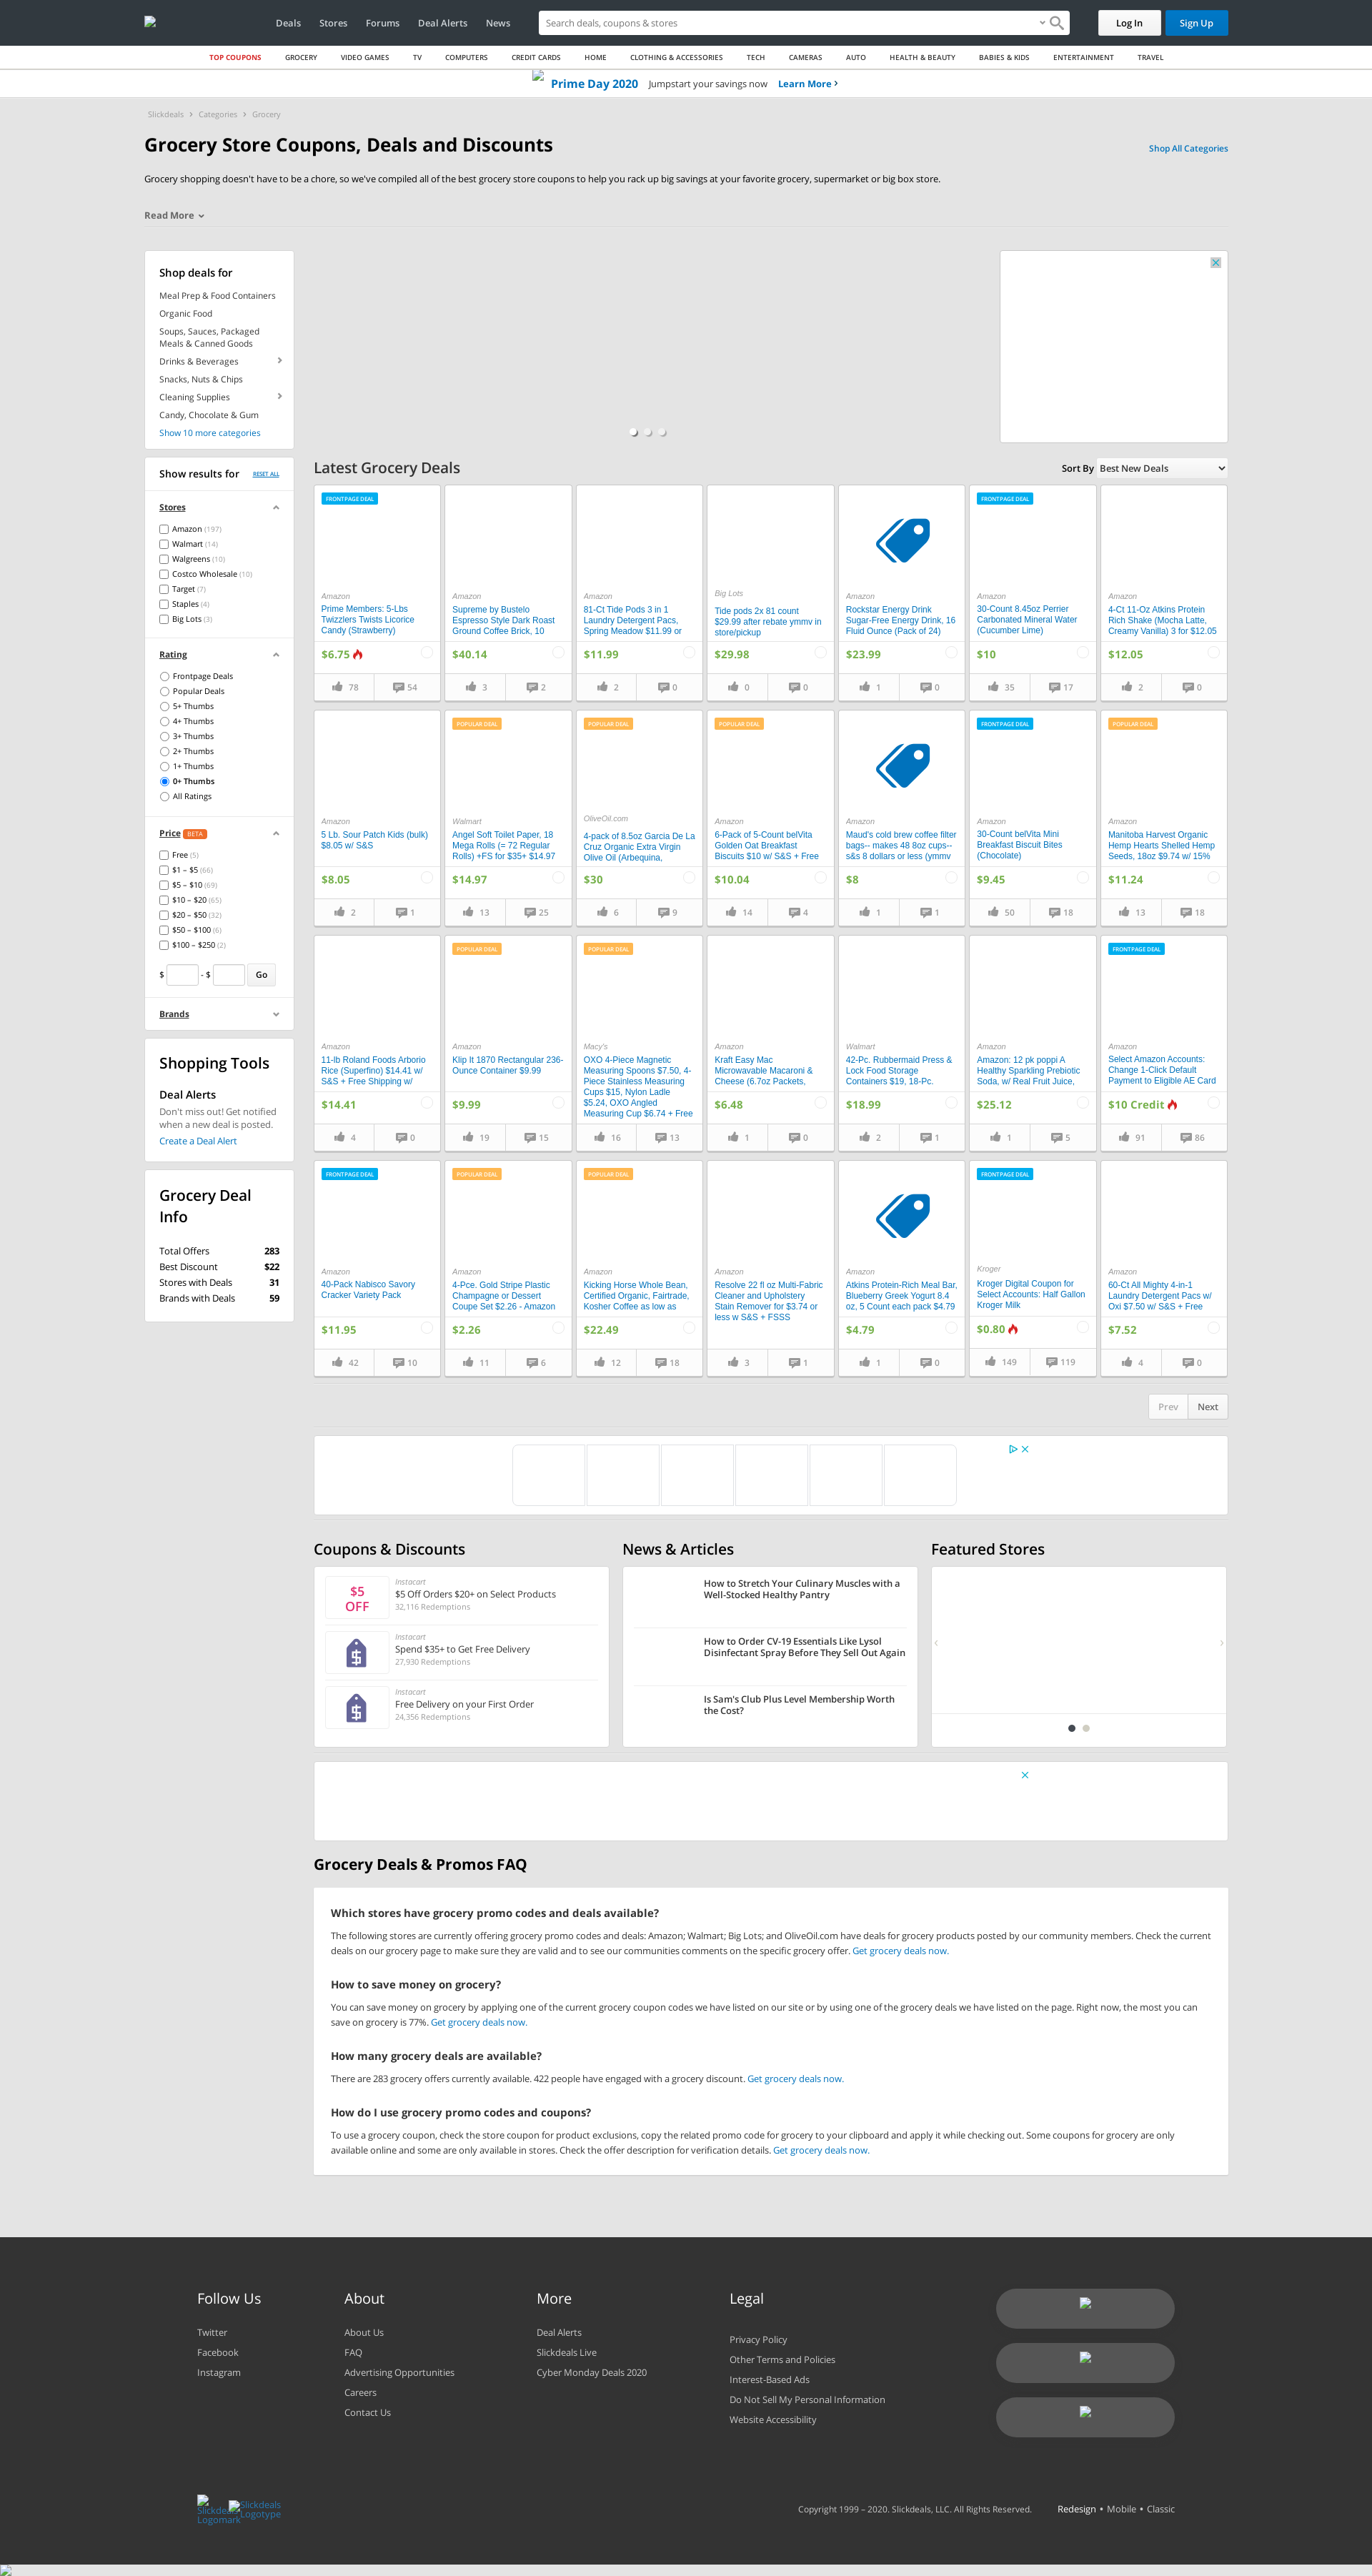 Deals Stores Forums Deal Alerts News
Search deals, coupons & stores
Log In
Sign Up
TOP COUPONS GROCERY VIDEO GAMES TV COMPUTERS CREDIT CARDS HOME CLOTHING & ACCESSORIES TECH CAMERAS AUTO HEALTH & BEAUTY BABIES & KIDS ENTERTAINMENT TRAVEL
Prime Day 2020 Jumpstart your savings now Learn More
Slickdeals Categories Grocery
Grocery Store Coupons, Deals and Discounts
Shop All Categories
Grocery shopping doesn't have to be a chore, so we've compiled all of the best grocery store coupons to help you rack up big savings at your favorite grocery, supermarket or big box store.
Read More
Shop deals for
Meal Prep & Food Containers
Organic Food
Soups, Sauces, Packaged
Meals & Canned Goods
Drinks & Beverages
Snacks, Nuts & Chips
Cleaning Supplies
Candy, Chocolate & Gum
Show 10 more categories
Show results for RESET ALL
Stores
Amazon (197)
Walmart (14)
Walgreens (10)
Costco Wholesale (10)
Target (7)
Staples (4)
Big Lots (3)
Rating
Frontpage Deals
Popular Deals
5+ Thumbs
4+ Thumbs
3+ Thumbs
2+ Thumbs
1+ Thumbs
0+ Thumbs
All Ratings
Price BETA
Free (5)
$1 – $5 (66)
$5 – $10 (69)
$10 – $20 (65)
$20 – $50 (32)
$50 – $100 (6)
$100 – $250 (2)
$ - $ Go
Brands
Shopping Tools
Deal Alerts
Don't miss out! Get notified
when a new deal is posted.
Create a Deal Alert
Grocery Deal
Info
Total Offers 283
Best Discount $22
Stores with Deals 31
Brands with Deals 59
Latest Grocery Deals
Sort By Best New Deals
FRONTPAGE DEAL
Amazon
Prime Members: 5-Lbs
Twizzlers Twists Licorice
Candy (Strawberry)
$6.75
78 54
Amazon
Supreme by Bustelo
Espresso Style Dark Roast
Ground Coffee Brick, 10
$40.14
3 2
Amazon
81-Ct Tide Pods 3 in 1
Laundry Detergent Pacs,
Spring Meadow $11.99 or
$11.99
2 0
Big Lots
Tide pods 2x 81 count
$29.99 after rebate ymmv in
store/pickup
$29.98
0 0
Amazon
Rockstar Energy Drink
Sugar-Free Energy Drink, 16
Fluid Ounce (Pack of 24)
$23.99
1 0
FRONTPAGE DEAL
Amazon
30-Count 8.45oz Perrier
Carbonated Mineral Water
(Cucumber Lime)
$10
35 17
Amazon
4-Ct 11-Oz Atkins Protein
Rich Shake (Mocha Latte,
Creamy Vanilla) 3 for $12.05
$12.05
2 0
Amazon
5 Lb. Sour Patch Kids (bulk)
$8.05 w/ S&S
$8.05
2 1
POPULAR DEAL
Walmart
Angel Soft Toilet Paper, 18
Mega Rolls (= 72 Regular
Rolls) +FS for $35+ $14.97
$14.97
13 25
POPULAR DEAL
OliveOil.com
4-pack of 8.5oz Garcia De La
Cruz Organic Extra Virgin
Olive Oil (Arbequina,
$30
6 9
POPULAR DEAL
Amazon
6-Pack of 5-Count belVita
Golden Oat Breakfast
Biscuits $10 w/ S&S + Free
$10.04
14 4
Amazon
Maud's cold brew coffee filter
bags-- makes 48 8oz cups--
s&s 8 dollars or less (ymmv
$8
1 1
FRONTPAGE DEAL
Amazon
30-Count belVita Mini
Breakfast Biscuit Bites
(Chocolate)
$9.45
50 18
POPULAR DEAL
Amazon
Manitoba Harvest Organic
Hemp Hearts Shelled Hemp
Seeds, 18oz $9.74 w/ 15%
$11.24
13 18
Amazon
11-lb Roland Foods Arborio
Rice (Superfino) $14.41 w/
S&S + Free Shipping w/
$14.41
4 0
POPULAR DEAL
Amazon
Klip It 1870 Rectangular 236-
Ounce Container $9.99
$9.99
19 15
POPULAR DEAL
Macy's
OXO 4-Piece Magnetic
Measuring Spoons $7.50, 4-
Piece Stainless Measuring
Cups $15, Nylon Ladle
$5.24, OXO Angled
Measuring Cup $6.74 + Free
16 13
Amazon
Kraft Easy Mac
Microwavable Macaroni &
Cheese (6.7oz Packets,
$6.48
1 0
Walmart
42-Pc. Rubbermaid Press &
Lock Food Storage
Containers $19, 18-Pc.
$18.99
2 1
Amazon
Amazon: 12 pk poppi A
Healthy Sparkling Prebiotic
Soda, w/ Real Fruit Juice,
$25.12
1 5
FRONTPAGE DEAL
Amazon
Select Amazon Accounts:
Change 1-Click Default
Payment to Eligible AE Card
$10 Credit
91 86
FRONTPAGE DEAL
Amazon
40-Pack Nabisco Savory
Cracker Variety Pack
$11.95
42 10
POPULAR DEAL
Amazon
4-Pce. Gold Stripe Plastic
Champagne or Dessert
Coupe Set $2.26 - Amazon
$2.26
11 6
POPULAR DEAL
Amazon
Kicking Horse Whole Bean,
Certified Organic, Fairtrade,
Kosher Coffee as low as
$22.49
12 18
Amazon
Resolve 22 fl oz Multi-Fabric
Cleaner and Upholstery
Stain Remover for $3.74 or
less w S&S + FSSS
3 1
Amazon
Atkins Protein-Rich Meal Bar,
Blueberry Greek Yogurt 8.4
oz, 5 Count each pack $4.79
$4.79
1 0
FRONTPAGE DEAL
Kroger
Kroger Digital Coupon for
Select Accounts: Half Gallon
Kroger Milk
$0.80
149 119
Amazon
60-Ct All Mighty 4-in-1
Laundry Detergent Pacs w/
Oxi $7.50 w/ S&S + Free
$7.52
4 0
Prev Next
Coupons & Discounts
$5
OFF
Instacart
$5 Off Orders $20+ on Select Products
32,116 Redemptions
Instacart
Spend $35+ to Get Free Delivery
27,930 Redemptions
Instacart
Free Delivery on your First Order
24,356 Redemptions
News & Articles
How to Stretch Your Culinary Muscles with a
Well-Stocked Healthy Pantry
How to Order CV-19 Essentials Like Lysol
Disinfectant Spray Before They Sell Out Again
Is Sam's Club Plus Level Membership Worth
the Cost?
Featured Stores
Grocery Deals & Promos FAQ
Which stores have grocery promo codes and deals available?
The following stores are currently offering grocery promo codes and deals: Amazon; Walmart; Big Lots; and OliveOil.com have deals for grocery products posted by our community members. Check the current
deals on our grocery page to make sure they are valid and to see our communities comments on the specific grocery offer. Get grocery deals now.
How to save money on grocery?
You can save money on grocery by applying one of the current grocery coupon codes we have listed on our site or by using one of the grocery deals we have listed on the page. Right now, the most you can
save on grocery is 77%. Get grocery deals now.
How many grocery deals are available?
There are 283 grocery offers currently available. 422 people have engaged with a grocery discount. Get grocery deals now.
How do I use grocery promo codes and coupons?
To use a grocery coupon, check the store coupon for product exclusions, copy the related promo code for grocery to your clipboard and apply it while checking out. Some coupons for grocery are only
available online and some are only available in stores. Check the offer description for verification details. Get grocery deals now.
Follow Us
Twitter
Facebook
Instagram
About
About Us
FAQ
Advertising Opportunities
Careers
Contact Us
More
Deal Alerts
Slickdeals Live
Cyber Monday Deals 2020
Legal
Privacy Policy
Other Terms and Policies
Interest-Based Ads
Do Not Sell My Personal Information
Website Accessibility
Slickdeals
Logomark
Slickdeals
Logotype
Copyright 1999 – 2020. Slickdeals, LLC. All Rights Reserved.
Redesign • Mobile • Classic